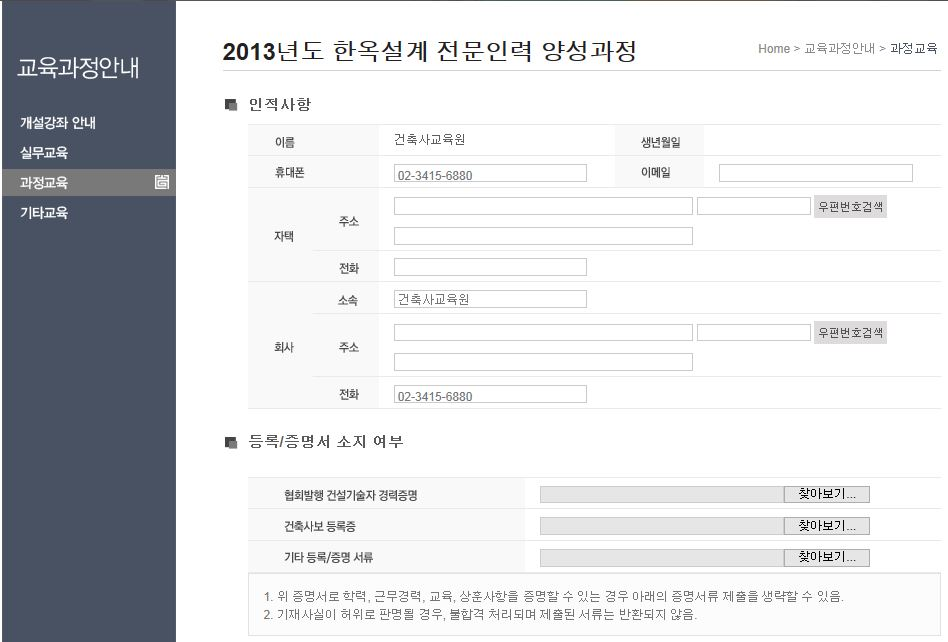 교육과정안내
개설강좌 안내
실무교육
과정교육
기타교육
2013년도 한옥설계 전문인력 양성과정
Home > 교육과정안내 > 과정교육
인적사항
이름 건축사교육원 생년월일
휴대폰 02-3415-6880 이메일
자택 주소 우편번호검색
전화
회사 소속 건축사교육원
주소 우편번호검색
전화 02-3415-6880
등록/증명서 소지 여부
협회발행 건설기술자 경력증명 찾아보기...
건축사보 등록증 찾아보기...
기타 등록/증명 서류 찾아보기...
1. 위 증명서로 학력, 근무경력, 교육, 상훈사항을 증명할 수 있는 경우 아래의 증명서류 제출을 생략할 수 있음.
2. 기재사실이 허위로 판명될 경우, 불합격 처리되며 제출된 서류는 반환되지 않음.